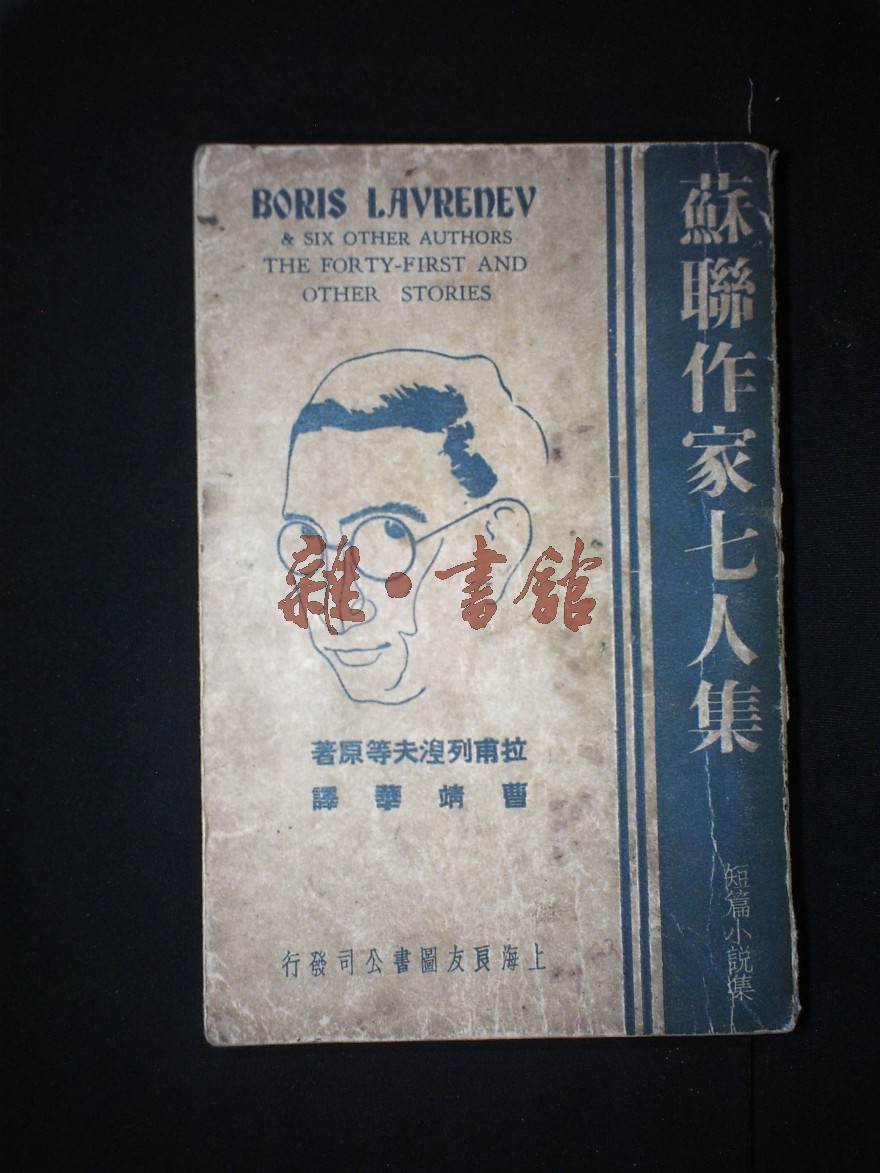 BORIS LAVRENEV
& SIX OTHER AUTHORS
THE FORTY-FIRST AND
OTHER STORIES
蘇聯作家七人集
短篇小説集
雜·書館
拉甫列湼夫等原著
曹靖華譯
上海良友圖書公司發行